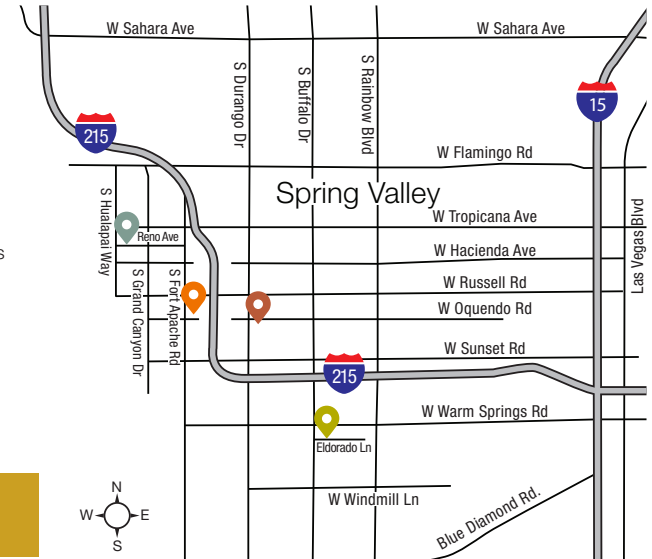 W Sahara Ave
W Sahara Ave
S Durango Dr
S Buffalo Dr
S Rainbow Blvd
15
215
W Flamingo Rd
Spring Valley
S Hualapai Way
Las Vegas Blvd
W Tropicana Ave
Reno Ave
s
W Hacienda Ave
S Grand Canyon Dr
S Fort Apache Rd
W Russell Rd
W Oquendo Rd
W Sunset Rd
215
W Warm Springs Rd
Eldorado Ln
W Windmill Ln
Blue Diamond Rd.
N
W
E
S